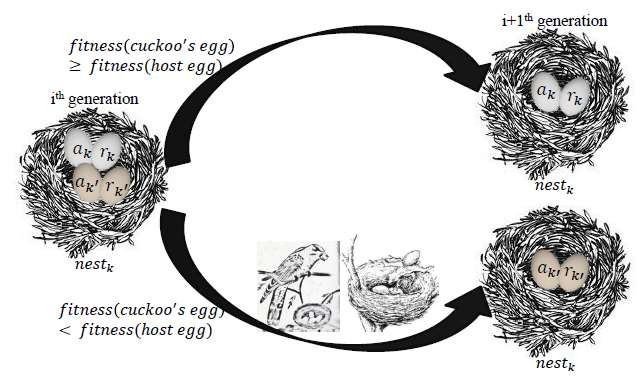 fitness(cuckoo's egg)
≥ fitness(host egg)
i+1th generation
ith generation
ak rk
ak rk
ak′ rk′
nestk
nestk
ak′ rk′
fitness(cuckoo's egg)
< fitness(host egg)
nestk